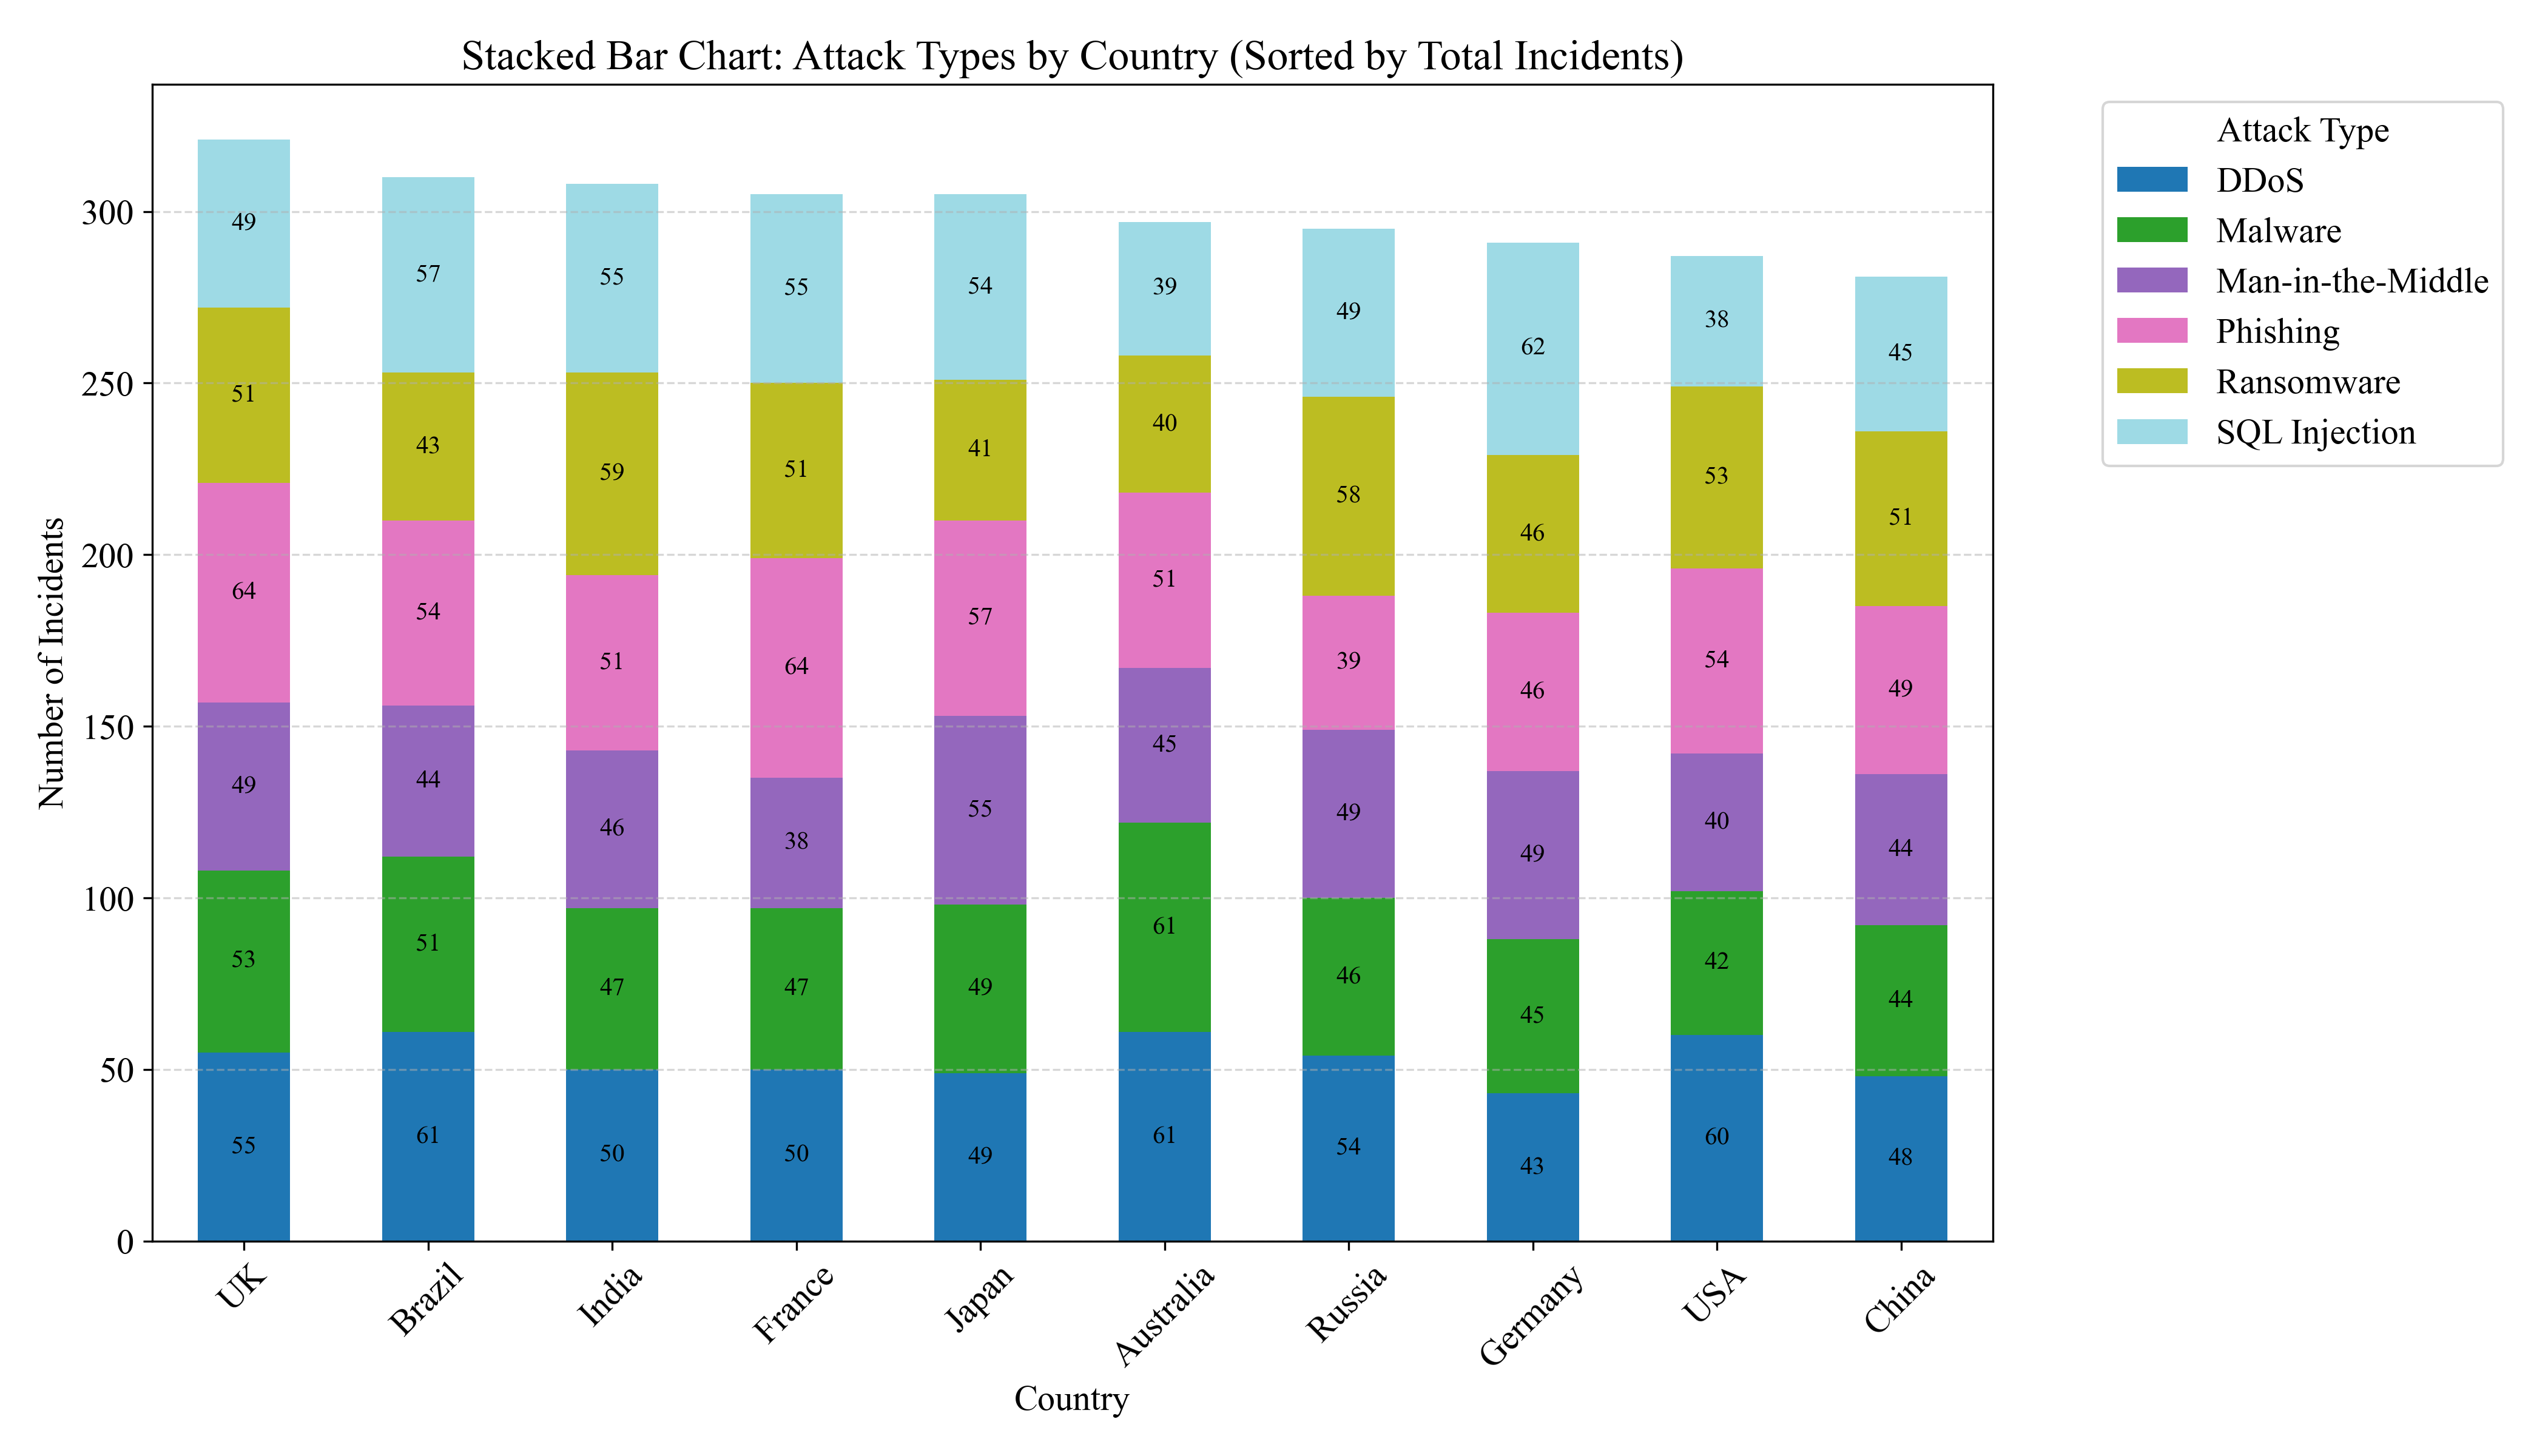 Stacked Bar Chart: Attack Types by Country (Sorted by Total Incidents)
Number of Incidents
300
250
200
150
100
50
0
49 57 55 55 54 39 49 62 38 45
51 43 59 51 41 40 58 46 53 51
64 54 51 64 57 51 39 46 54 49
49 44 46 38 55 45 49 49 40 44
53 51 47 47 49 61 46 45 42 44
55 61 50 50 49 61 54 43 60 48
UK Brazil India France Japan Australia Russia Germany USA China
Country
Attack Type
DDoS
Malware
Man-in-the-Middle
Phishing
Ransomware
SQL Injection